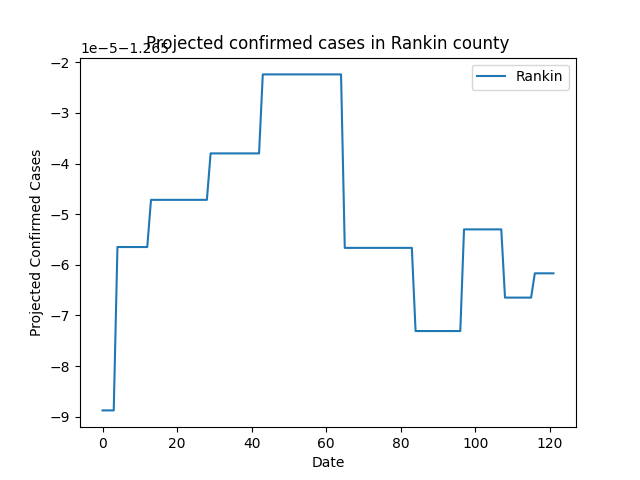 Projected confirmed cases in Rankin county
1e−5−1.265
Rankin
Projected Confirmed Cases
−2
−3
−4
−5
−6
−7
−8
−9
0 20 40 60 80 100 120
Date